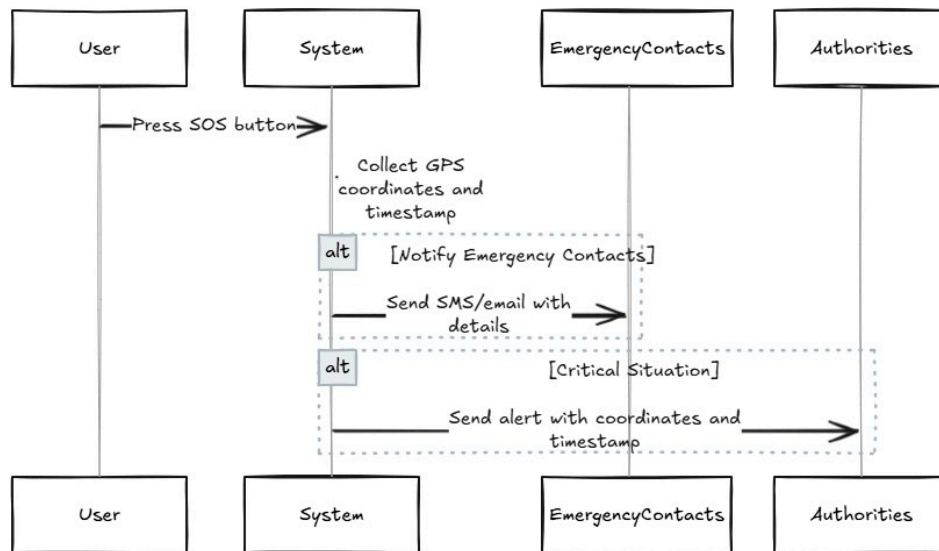 User
System
EmergencyContacts
Authorities
Press SOS button
Collect GPS
coordinates and
timestamp
alt
[Notify Emergency Contacts]
Send SMS/email with
details
alt
[Critical Situation]
Send alert with coordinates and
timestamp
User
System
EmergencyContacts
Authorities